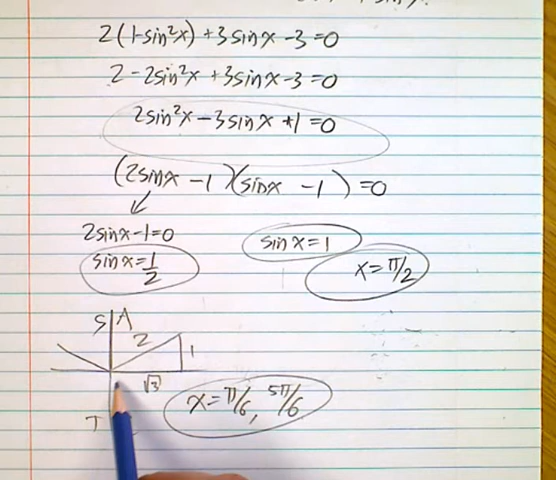 2(1-sin²x) +3sinx -3=0
2-2sin²x +3sinx-3=0
2sin²x-3sinx+1=0
(2sinx -1)(sinx -1)=0
2sinx-1=0
sinx=1/2
sinx=1
x=π/2
S A
2
1
√3
T
x=π/6, 5π/6